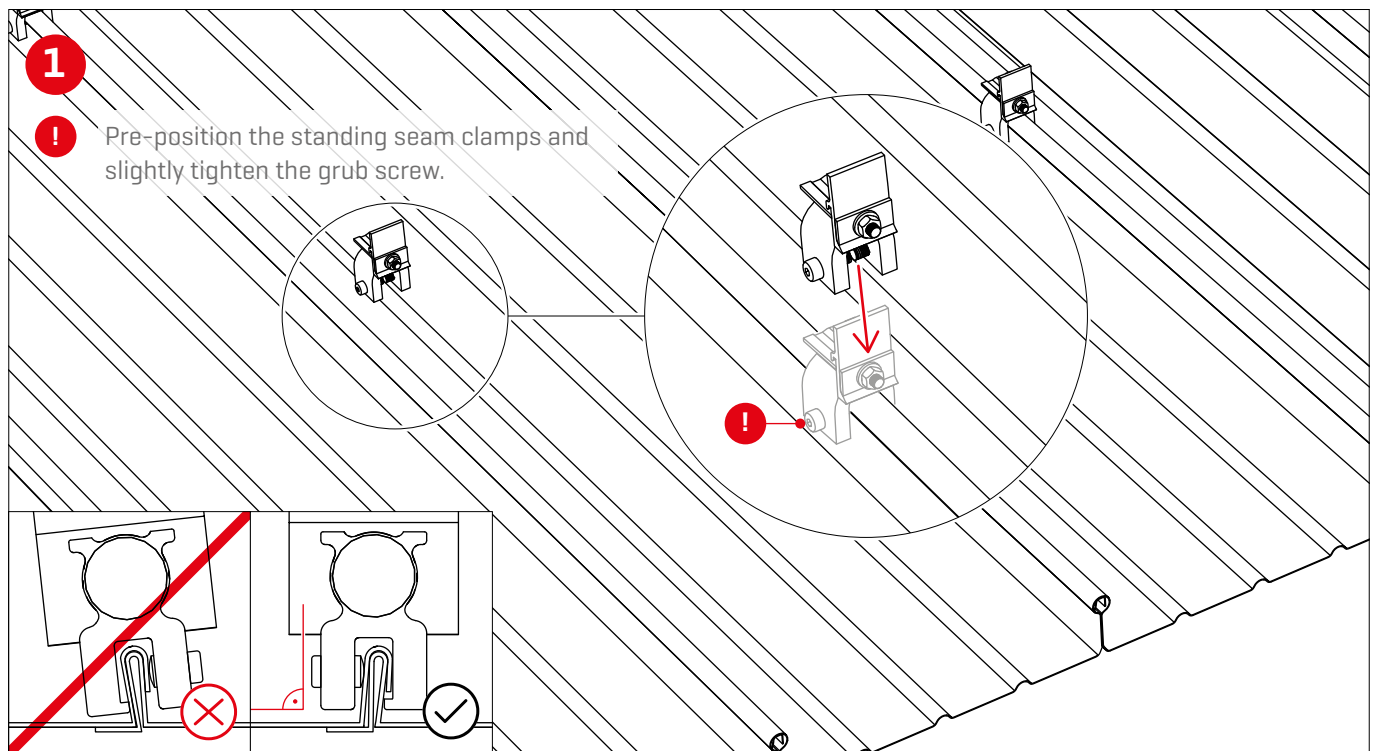 1
! Pre-position the standing seam clamps and
slightly tighten the grub screw.
!